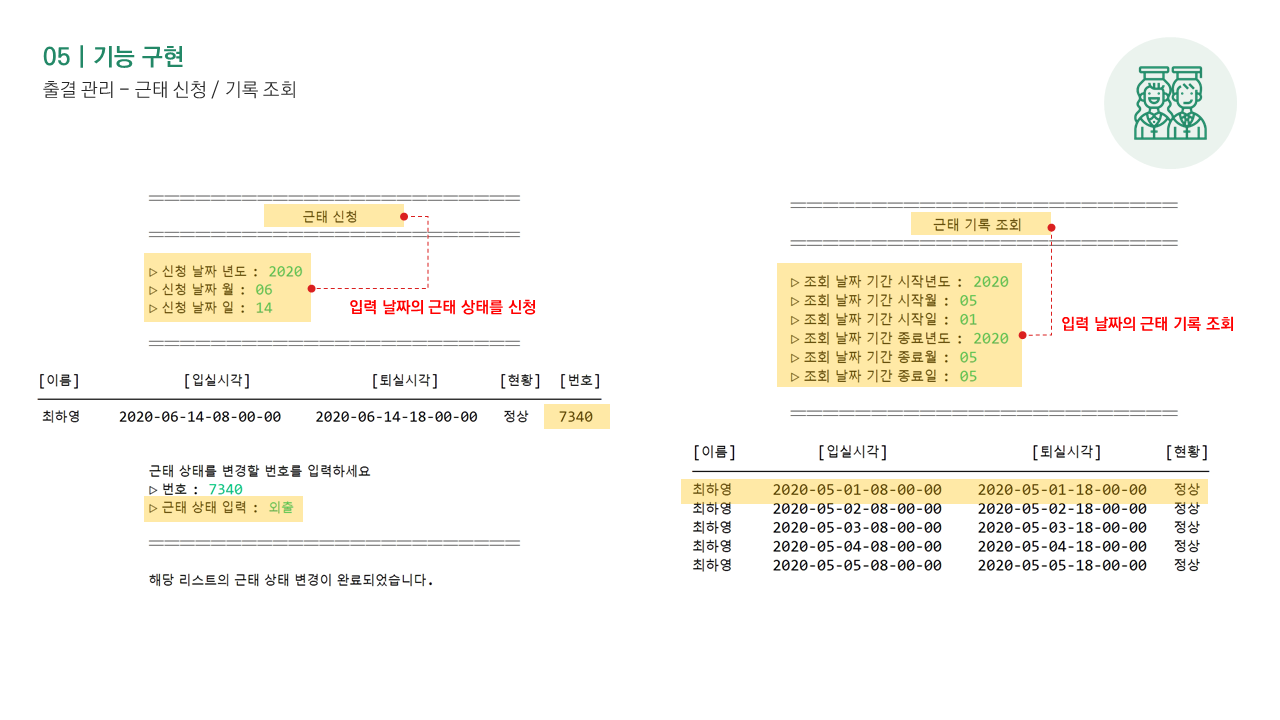 05 | 기능 구현
출결 관리 – 근태 신청 / 기록 조회
근태 신청
▷ 신청 날짜 년도 : 2020
▷ 신청 날짜 월 : 06
▷ 신청 날짜 일 : 14
입력 날짜의 근태 상태를 신청
[이름] [입실시각] [퇴실시각] [현황] [번호]
최하영 2020-06-14-08-00-00 2020-06-14-18-00-00 정상 7340
근태 상태를 변경할 번호를 입력하세요
▷ 번호 : 7340
▷ 근태 상태 입력 : 외출
해당 리스트의 근태 상태 변경이 완료되었습니다.
근태 기록 조회
▷ 조회 날짜 기간 시작년도 : 2020
▷ 조회 날짜 기간 시작월 : 05
▷ 조회 날짜 기간 시작일 : 01
▷ 조회 날짜 기간 종료년도 : 2020
▷ 조회 날짜 기간 종료월 : 05
▷ 조회 날짜 기간 종료일 : 05
입력 날짜의 근태 기록 조회
[이름] [입실시각] [퇴실시각] [현황]
최하영 2020-05-01-08-00-00 2020-05-01-18-00-00 정상
최하영 2020-05-02-08-00-00 2020-05-02-18-00-00 정상
최하영 2020-05-03-08-00-00 2020-05-03-18-00-00 정상
최하영 2020-05-04-08-00-00 2020-05-04-18-00-00 정상
최하영 2020-05-05-08-00-00 2020-05-05-18-00-00 정상